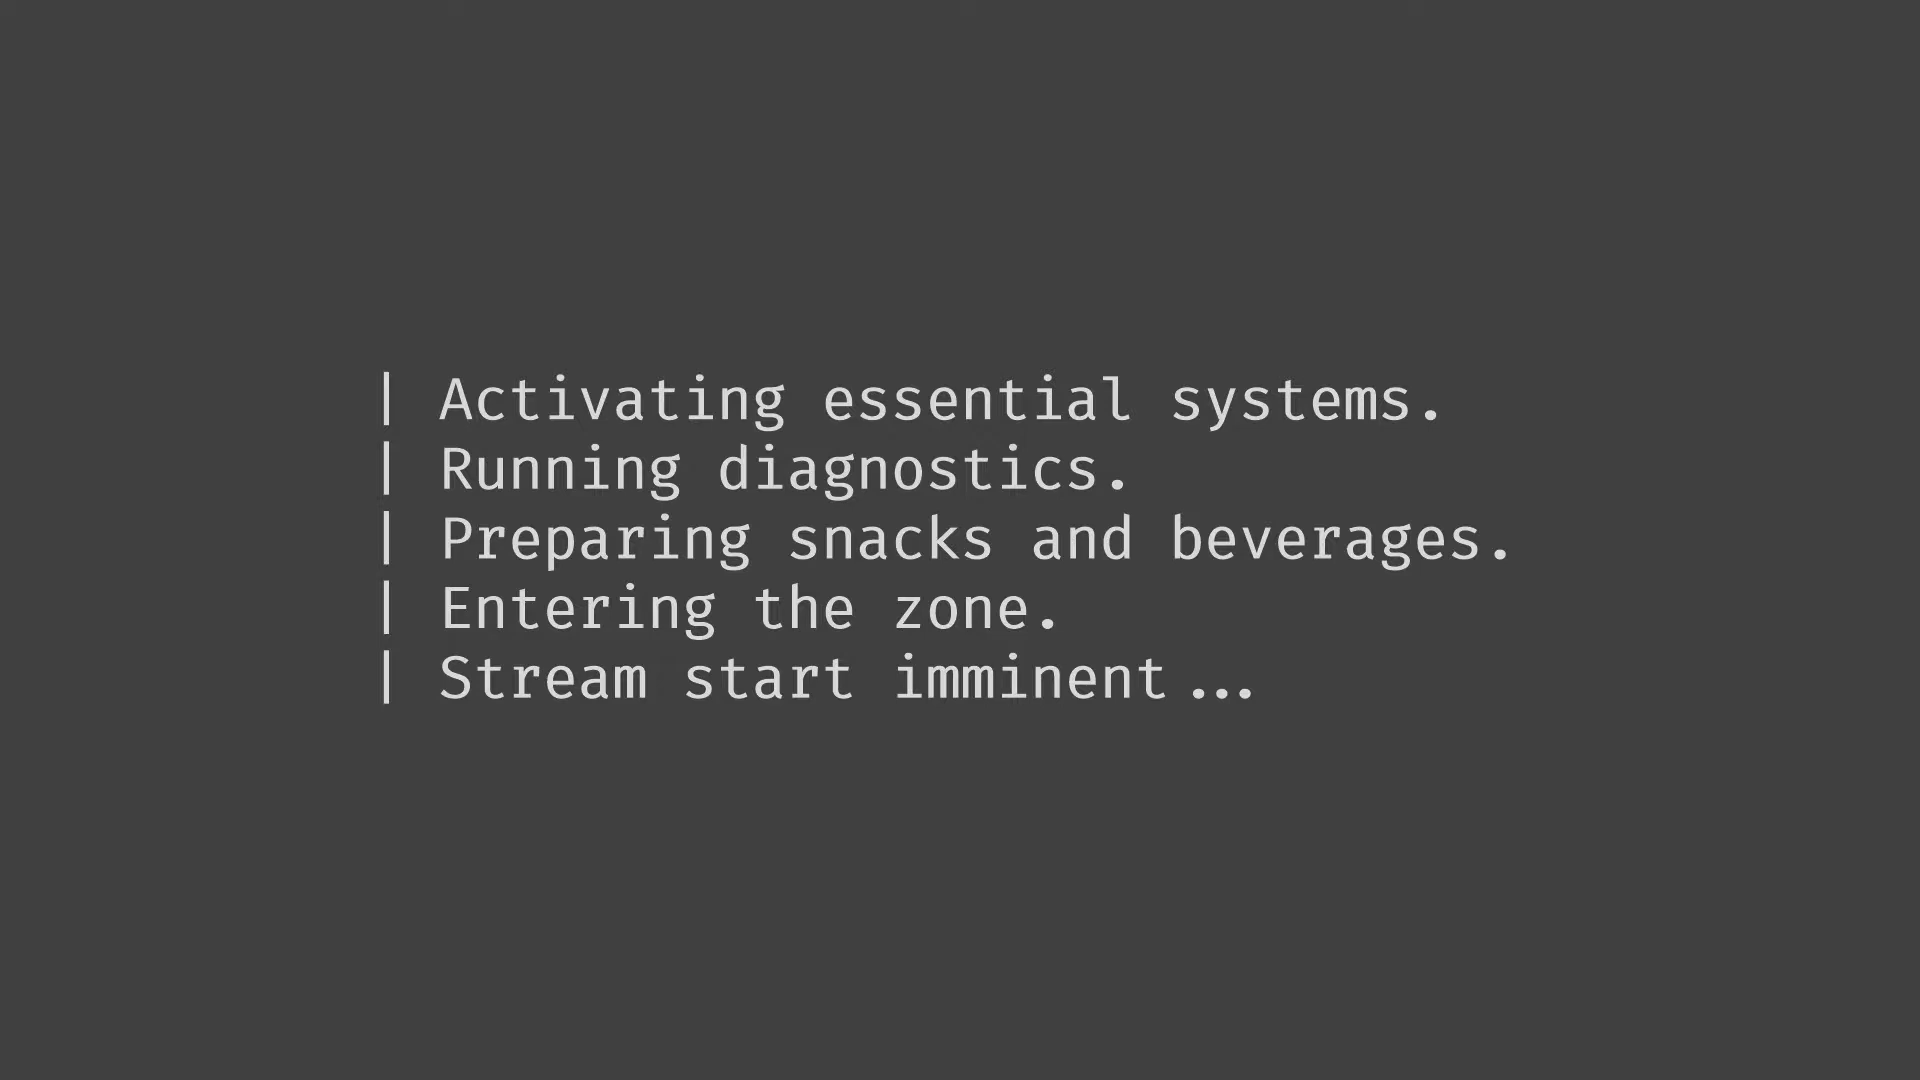 | Activating essential systems.
| Running diagnostics.
| Preparing snacks and beverages.
| Entering the zone.
| Stream start imminent...